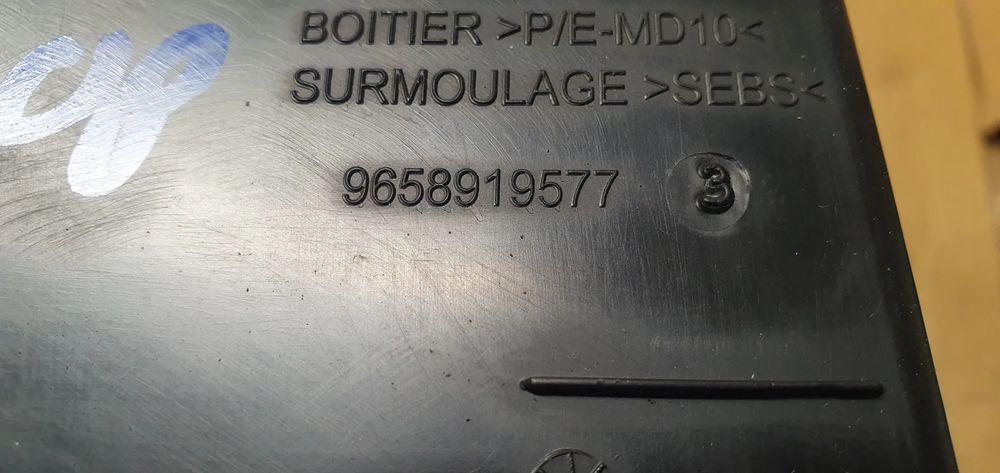 BOITIER >P/E-MD10<
SURMOULAGE >SEBS<
9658919577 3